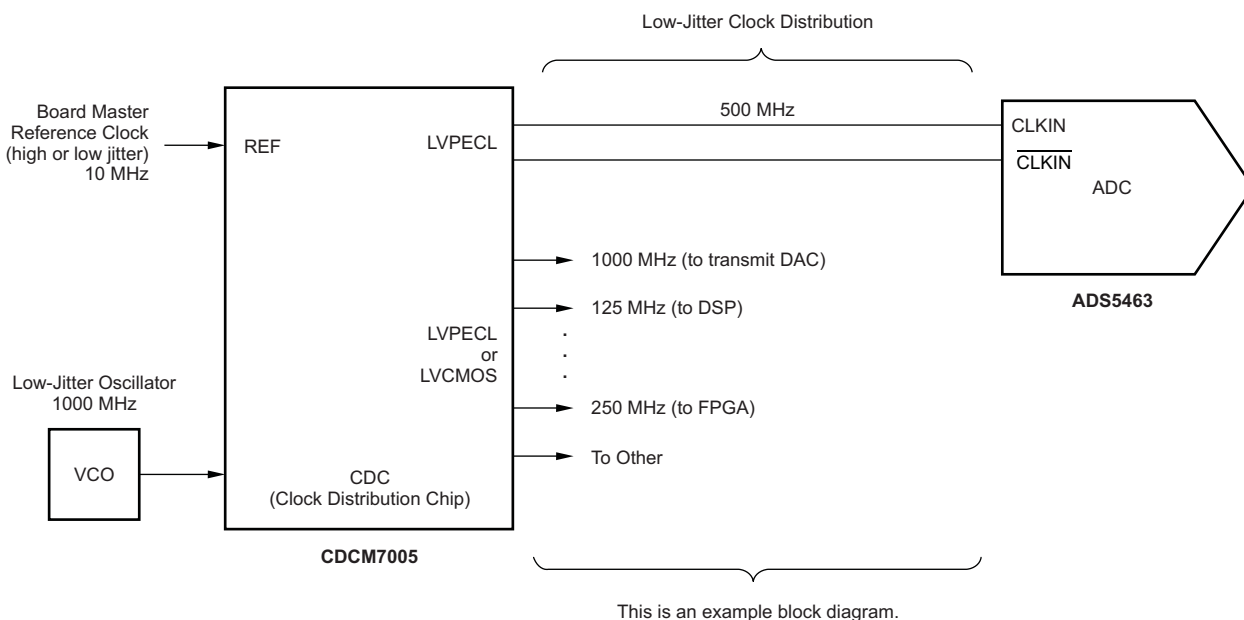 Low-Jitter Clock Distribution
Board Master
Reference Clock
(high or low jitter)
10 MHz
REF
LVPECL
500 MHz
CLKIN
CLKIN
ADC
ADS5463
1000 MHz (to transmit DAC)
125 MHz (to DSP)
.
.
.
LVPECL
or
LVCMOS
250 MHz (to FPGA)
To Other
Low-Jitter Oscillator
1000 MHz
VCO
CDC
(Clock Distribution Chip)
CDCM7005
This is an example block diagram.